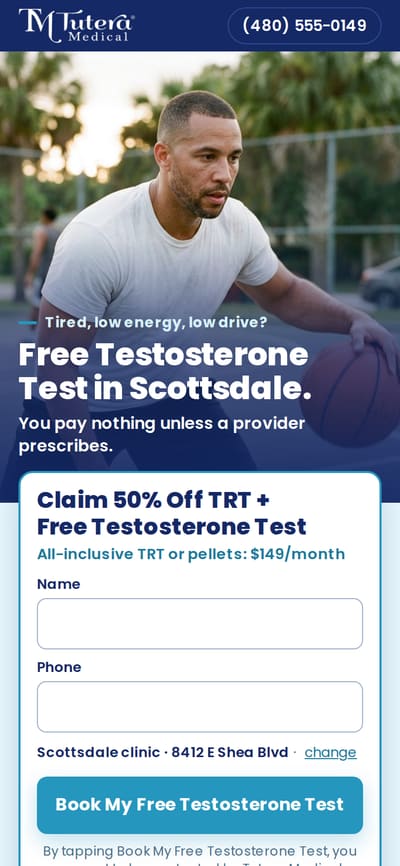 Tutera®
Medical
(480) 555-0149
Tired, low energy, low drive?
Free Testosterone
Test in Scottsdale.
You pay nothing unless a provider
prescribes.
Claim 50% Off TRT +
Free Testosterone Test
All-inclusive TRT or pellets: $149/month
Name
Phone
Scottsdale clinic · 8412 E Shea Blvd · change
Book My Free Testosterone Test
By tapping Book My Free Testosterone Test, you